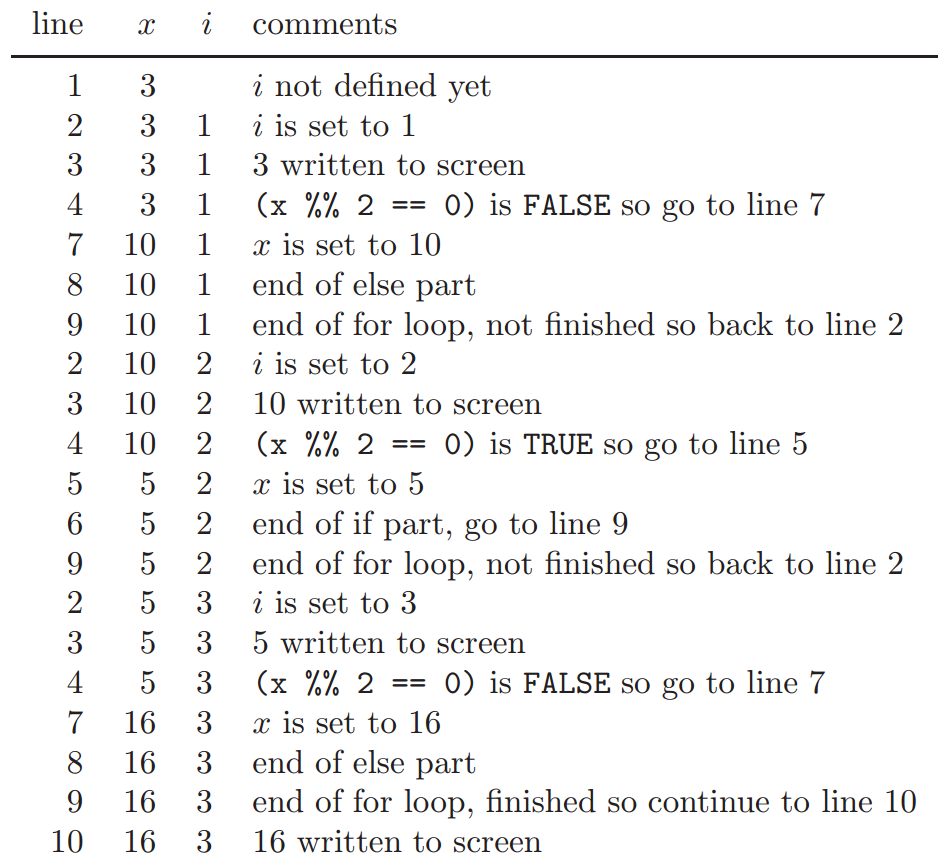 line x i comments
1 3 i not defined yet
2 3 1 i is set to 1
3 3 1 3 written to screen
4 3 1 (x %% 2 == 0) is FALSE so go to line 7
7 10 1 x is set to 10
8 10 1 end of else part
9 10 1 end of for loop, not finished so back to line 2
2 10 2 i is set to 2
3 10 2 10 written to screen
4 10 2 (x %% 2 == 0) is TRUE so go to line 5
5 5 2 x is set to 5
6 5 2 end of if part, go to line 9
9 5 2 end of for loop, not finished so back to line 2
2 5 3 i is set to 3
3 5 3 5 written to screen
4 5 3 (x %% 2 == 0) is FALSE so go to line 7
7 16 3 x is set to 16
8 16 3 end of else part
9 16 3 end of for loop, finished so continue to line 10
10 16 3 16 written to screen